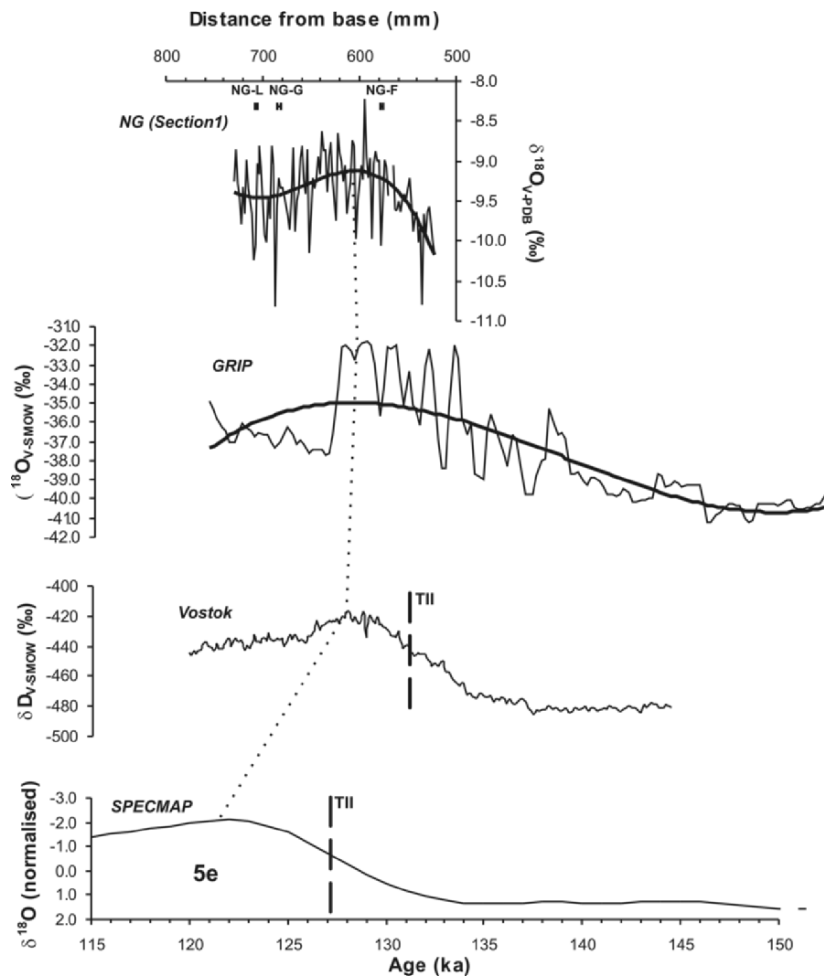 Distance from base (mm)
800 700 600 500
NG-L NG-G NG-F
NG (Section1)
-8.0
-8.5
-9.0
-9.5
-10.0
-10.5
-11.0
δ18OV-PDB (‰)
GRIP
-31.0
-33.0
-34.0
-35.0
-37.0
-38.0
-39.0
-40.0
-41.0
-42.0
( 18OV-SMOW (‰)
Vostok
TII
-400
-420
-440
-460
-480
-500
δDV-SMOW (‰)
SPECMAP
TII
5e
-3.0
-2.0
-1.0
0.0
1.0
2.0
δ18O (normalised)
115 120 125 130 135 140 145 150
Age (ka)